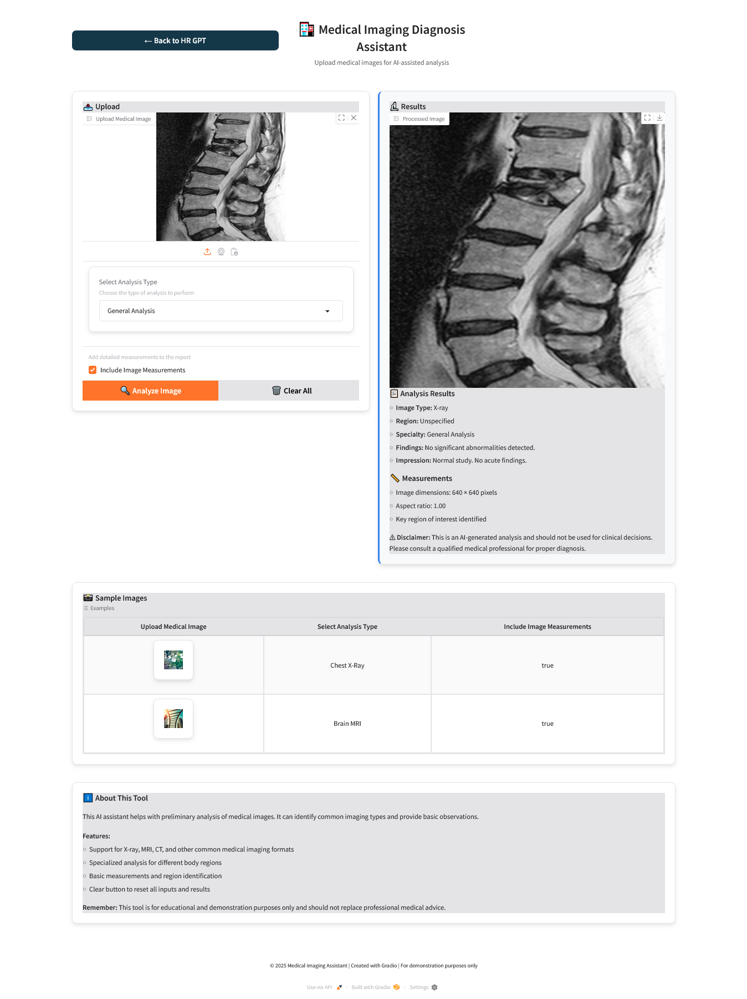 ← Back to HR GPT
🏥 Medical Imaging Diagnosis
Assistant
Upload medical images for AI-assisted analysis
📤 Upload
Upload Medical Image
Select Analysis Type
Choose the type of analysis to perform
General Analysis
Add detailed measurements to the report
Include Image Measurements
🔍 Analyze Image
🗑️ Clear All
🔬 Results
Processed Image
📋 Analysis Results
Image Type: X-ray
Region: Unspecified
Specialty: General Analysis
Findings: No significant abnormalities detected.
Impression: Normal study. No acute findings.
📏 Measurements
Image dimensions: 640 × 640 pixels
Aspect ratio: 1.00
Key region of interest identified
⚠ Disclaimer: This is an AI-generated analysis and should not be used for clinical decisions.
Please consult a qualified medical professional for proper diagnosis.
📸 Sample Images
Examples
Upload Medical Image Select Analysis Type Include Image Measurements
Chest X-Ray true
Brain MRI true
ℹ️ About This Tool
This AI assistant helps with preliminary analysis of medical images. It can identify common imaging types and provide basic observations.
Features:
Support for X-ray, MRI, CT, and other common medical imaging formats
Specialized analysis for different body regions
Basic measurements and region identification
Clear button to reset all inputs and results
Remember: This tool is for educational and demonstration purposes only and should not replace professional medical advice.
© 2025 Medical Imaging Assistant | Created with Gradio | For demonstration purposes only
Use via API 🚀 · Built with Gradio · Settings ⚙️